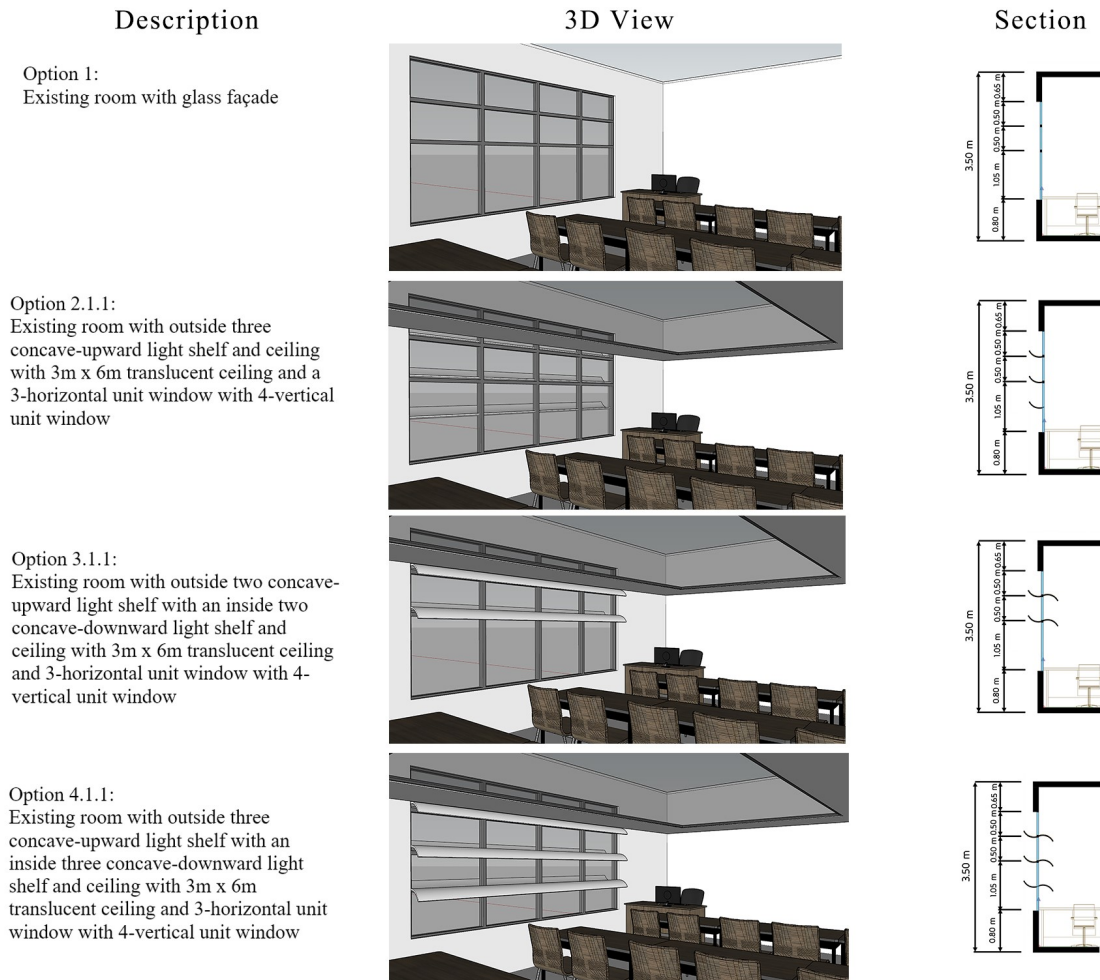 Description
3D View
Section
Option 1:
Existing room with glass façade
3.50 m
0.65 m
0.50 m
0.50 m
1.05 m
0.80 m
Option 2.1.1:
Existing room with outside three
concave-upward light shelf and ceiling
with 3m x 6m translucent ceiling and a
3-horizontal unit window with 4-vertical
unit window
3.50 m
0.65 m
0.50 m
0.50 m
1.05 m
0.80 m
Option 3.1.1:
Existing room with outside two concave-
upward light shelf with an inside two
concave-downward light shelf and
ceiling with 3m x 6m translucent ceiling
and 3-horizontal unit window with 4-
vertical unit window
3.50 m
0.65 m
0.50 m
0.50 m
1.05 m
0.80 m
Option 4.1.1:
Existing room with outside three
concave-upward light shelf with an
inside three concave-downward light
shelf and ceiling with 3m x 6m
translucent ceiling and 3-horizontal unit
window with 4-vertical unit window
3.50 m
0.65 m
0.50 m
0.50 m
1.05 m
0.80 m